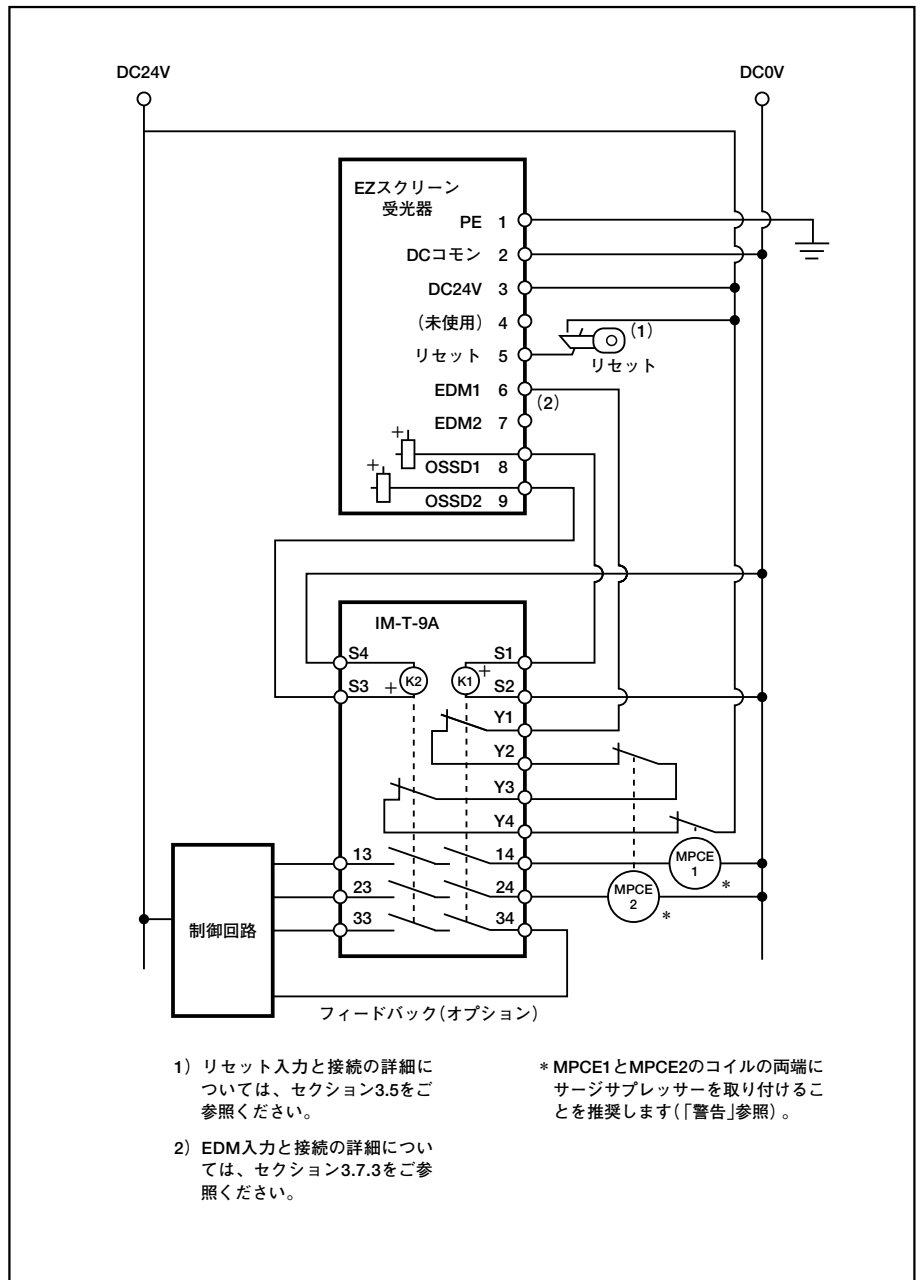 DC24V
DC0V
EZスクリーン
受光器
PE 1
DCコモン 2
DC24V 3
(未使用) 4
(1)
リセット 5
リセット
EDM1 6
(2)
EDM2 7
+
OSSD1 8
+
OSSD2 9
IM-T-9A
S4
S1
+ K2
K1 +
S3
S2
Y1
Y2
Y3
Y4
13
14
MPCE
1
*
23
24
MPCE
2
*
33
34
制御回路
フィードバック(オプション)
1) リセット入力と接続の詳細に
ついては、セクション3.5をご
参照ください。
2) EDM入力と接続の詳細につい
ては、セクション3.7.3をご参
照ください。
* MPCE1とMPCE2のコイルの両端に
サージサプレッサーを取り付けるこ
とを推奨します(「警告」参照)。